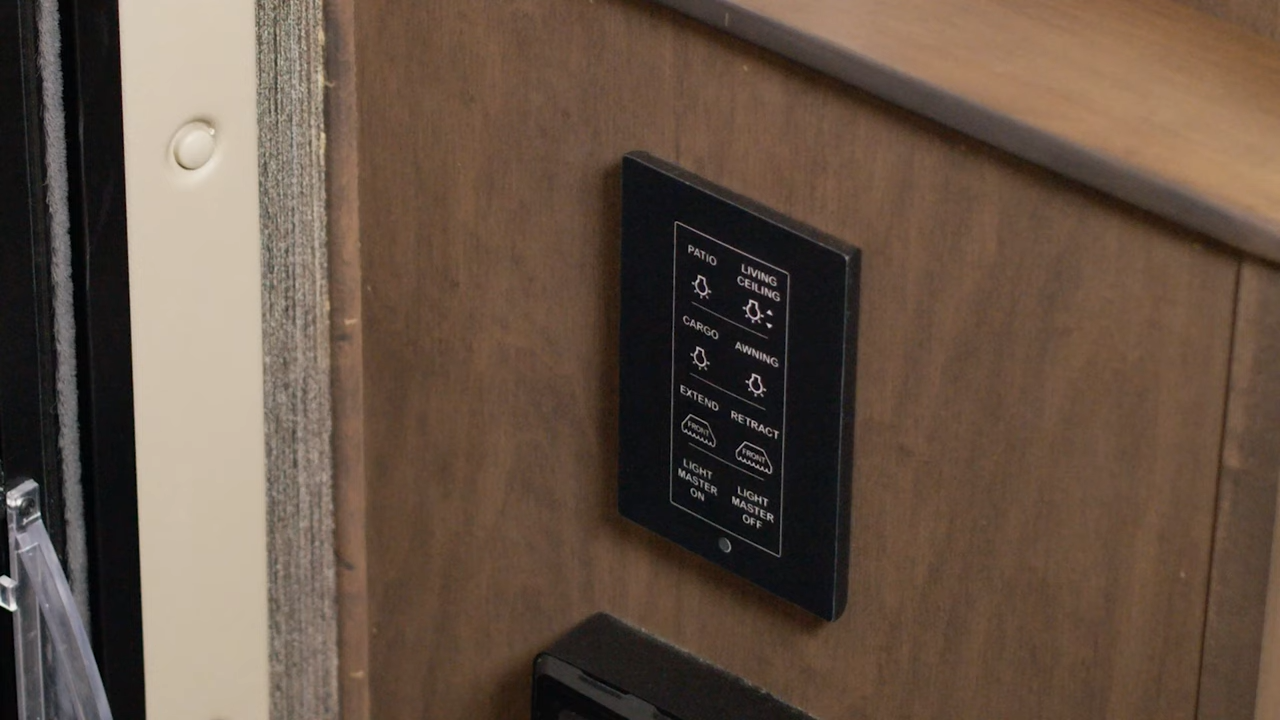 PATIO
LIVING
CEILING
CARGO
AWNING
EXTEND
RETRACT
FRONT
FRONT
LIGHT
MASTER
ON
LIGHT
MASTER
OFF